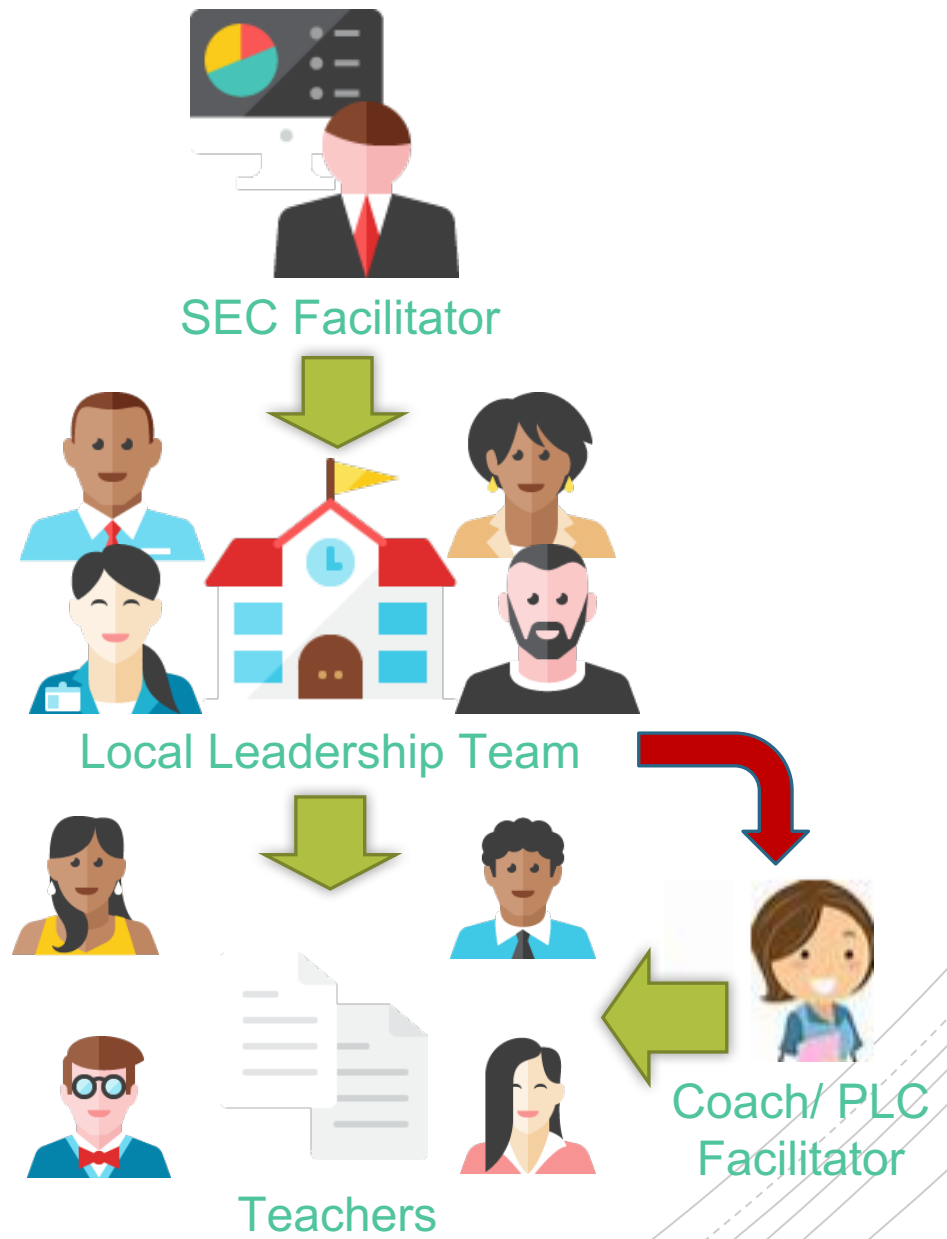 SEC Facilitator
Local Leadership Team
Coach/ PLC
Facilitator
Teachers